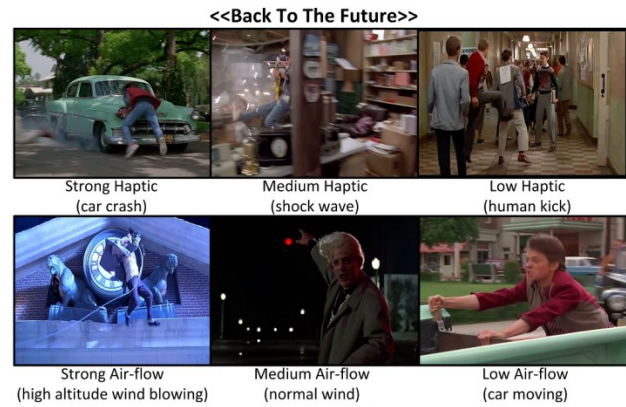 <<Back To The Future>>
Strong Haptic
(car crash)
Medium Haptic
(shock wave)
Low Haptic
(human kick)
Strong Air-flow
(high altitude wind blowing)
Medium Air-flow
(normal wind)
Low Air-flow
(car moving)